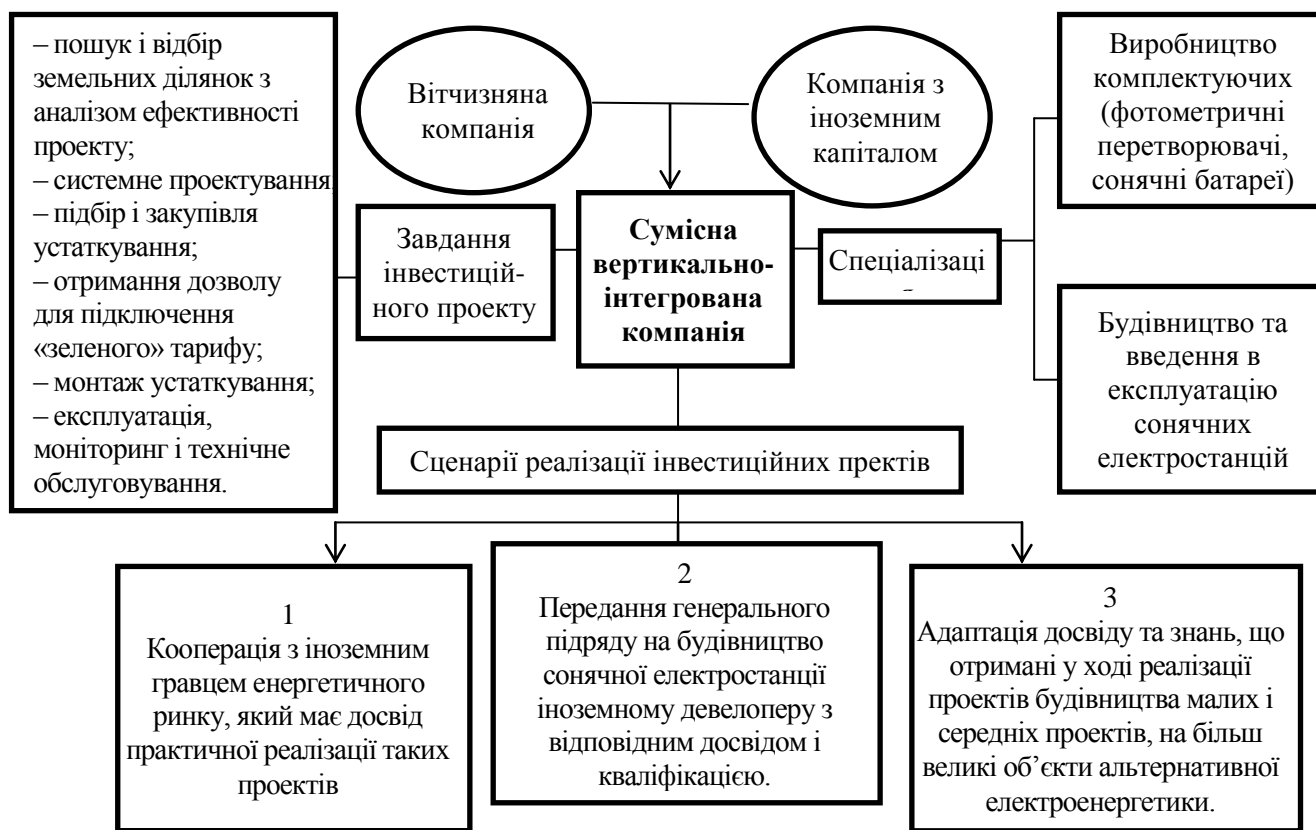 – пошук і відбір
земельних ділянок з
аналізом ефективності
проекту;
– системне проектування;
– підбір і закупівля
устаткування;
– отримання дозволу
для підключення
«зеленого» тарифу;
– монтаж устаткування;
– експлуатація,
моніторинг і технічне
обслуговування.
Вітчизняна
компанія
Компанія з
іноземним
капіталом
Виробництво
комплектуючих
(фотометричні
перетворювачі,
сонячні батареї)
Завдання
інвестицій-
ного проекту
Сумісна
вертикально-
інтегрована
компанія
Спеціалізаці
Будівництво та
введення в
експлуатацію
сонячних
електростанцій
Сценарії реалізації інвестиційних пректів
1
Кооперація з іноземним
гравцем енергетичного
ринку, який має досвід
практичної реалізації таких
проектів
2
Передання генерального
підряду на будівництво
сонячної електростанції
іноземному девелоперу з
відповідним досвідом і
кваліфікацією.
3
Адаптація досвіду та знань, що
отримані у ході реалізації
проектів будівництва малих і
середніх проектів, на більш
великі об’єкти альтернативної
електроенергетики.